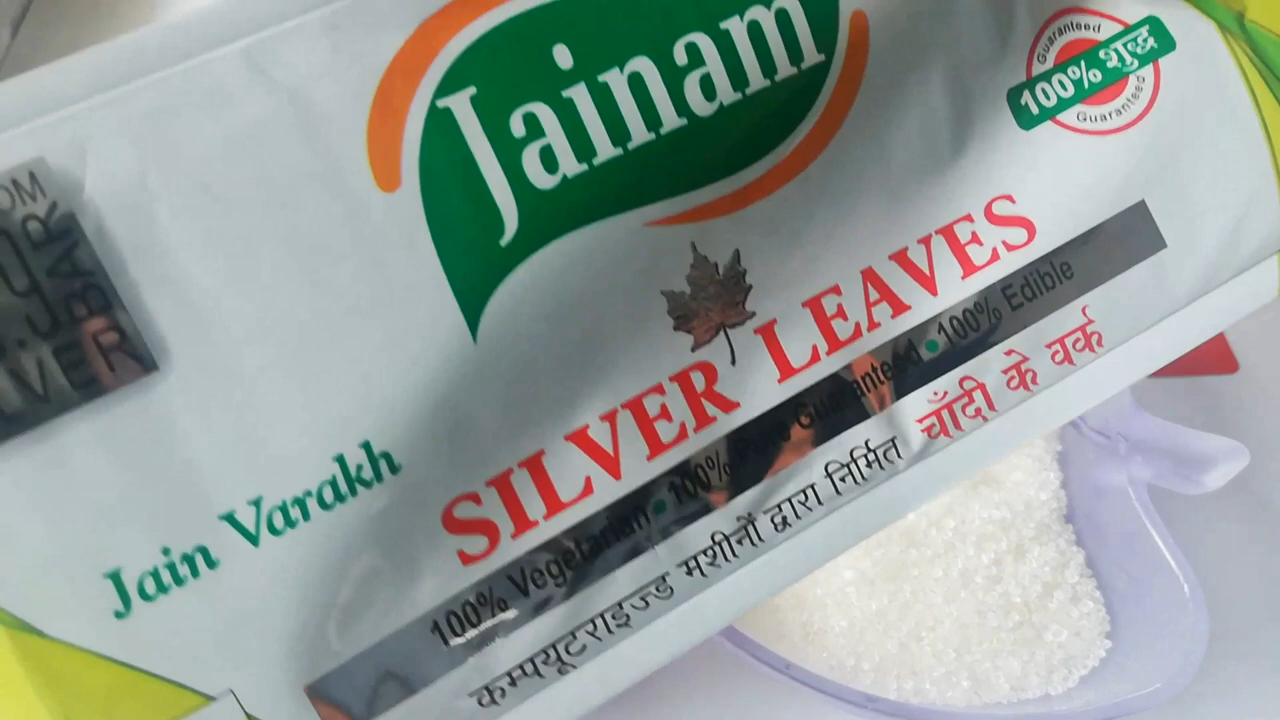 Jainam
Guaranteed
100% शुद्ध
Guaranteed
SILVER LEAVES
Jain Varakh
100% Vegetarian • 100% Pure Guaranteed • 100% Edible
कम्पयूटराइज्ड मशीनों द्वारा निर्मित चाँदी के वर्क